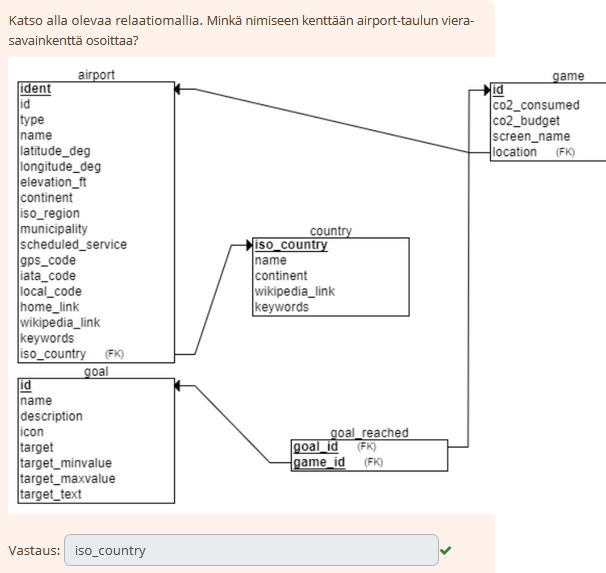 Katso alla olevaa relaatiomallia. Minkä nimiseen kenttään airport-taulun viera-
savainkenttä osoittaa?
airport
ident
id
type
name
latitude_deg
longitude_deg
elevation_ft
continent
iso_region
municipality
scheduled_service
gps_code
iata_code
local_code
home_link
wikipedia_link
keywords
iso_country (FK)
game
id
co2_consumed
co2_budget
screen_name
location (FK)
country
iso_country
name
continent
wikipedia_link
keywords
goal
id
name
description
icon
target
target_minvalue
target_maxvalue
target_text
goal_reached
goal_id (FK)
game_id (FK)
Vastaus: iso_country